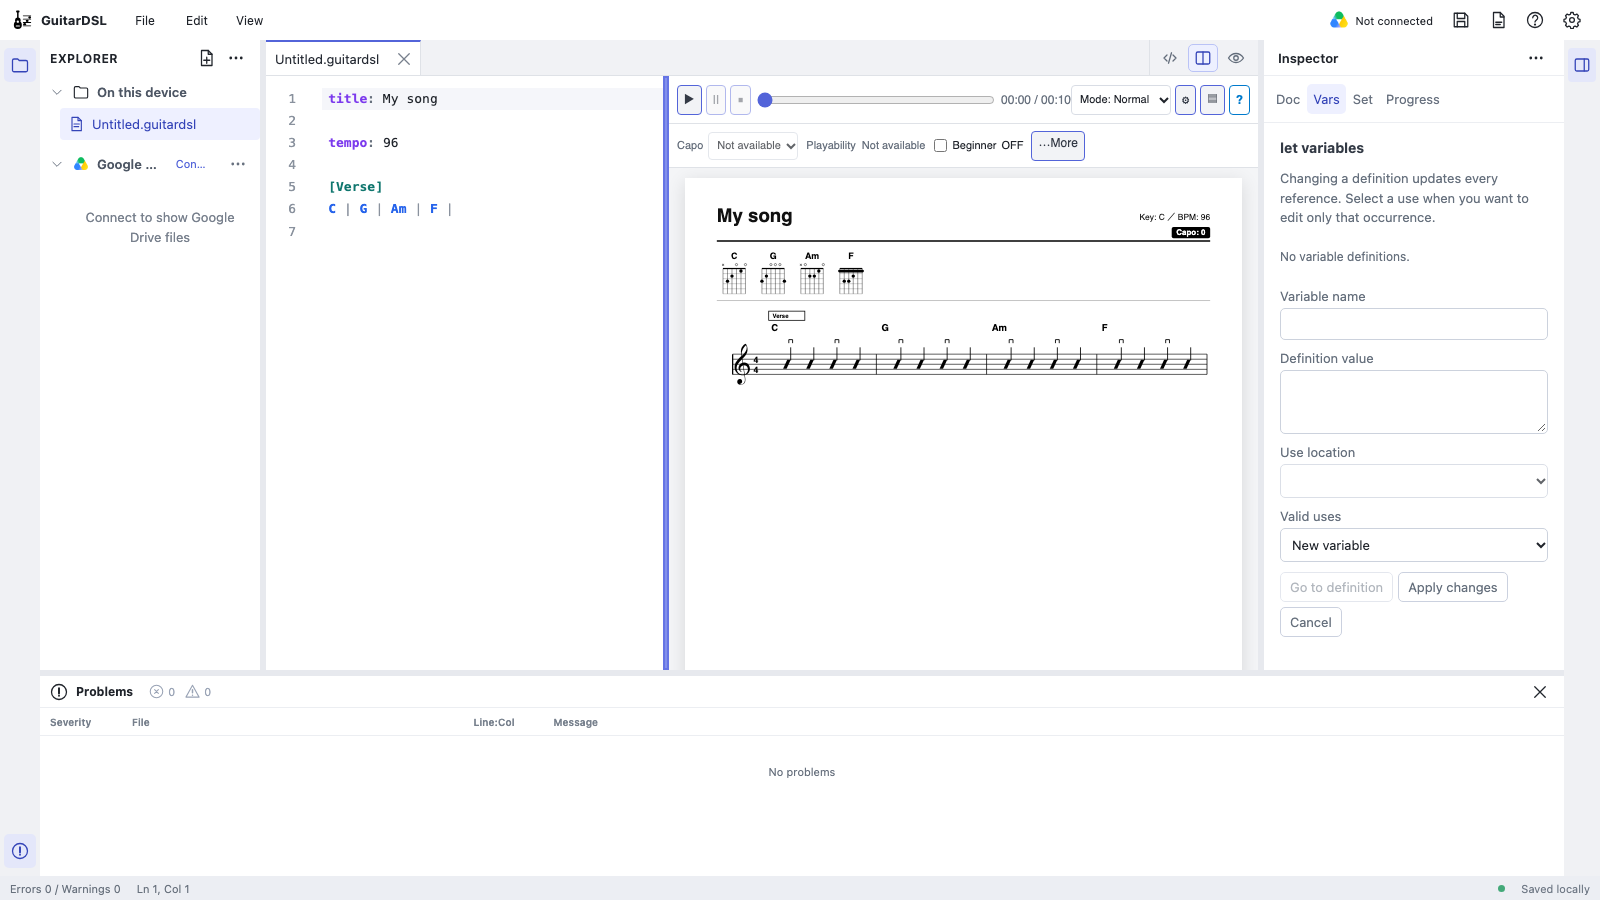 GuitarDSL
File
Edit
View
Not connected
EXPLORER
On this device
Untitled.guitardsl
Google ...
Con...
Connect to show Google
Drive files
Untitled.guitardsl
1 title: My song
2
3 tempo: 96
4
5 [Verse]
6 C | G | Am | F |
7
00:00 / 00:10
Mode: Normal
?
Capo
Not available
Playability
Not available
Beginner
OFF
...More
My song
Key: C / BPM: 96
Capo: 0
C G Am F
Verse
C G Am F
4
4
Inspector
Doc
Vars
Set
Progress
let variables
Changing a definition updates every
reference. Select a use when you want to
edit only that occurrence.
No variable definitions.
Variable name
Definition value
Use location
Valid uses
New variable
Go to definition
Apply changes
Cancel
Problems
0
0
Severity
File
Line:Col
Message
No problems
Errors 0 / Warnings 0
Ln 1, Col 1
Saved locally